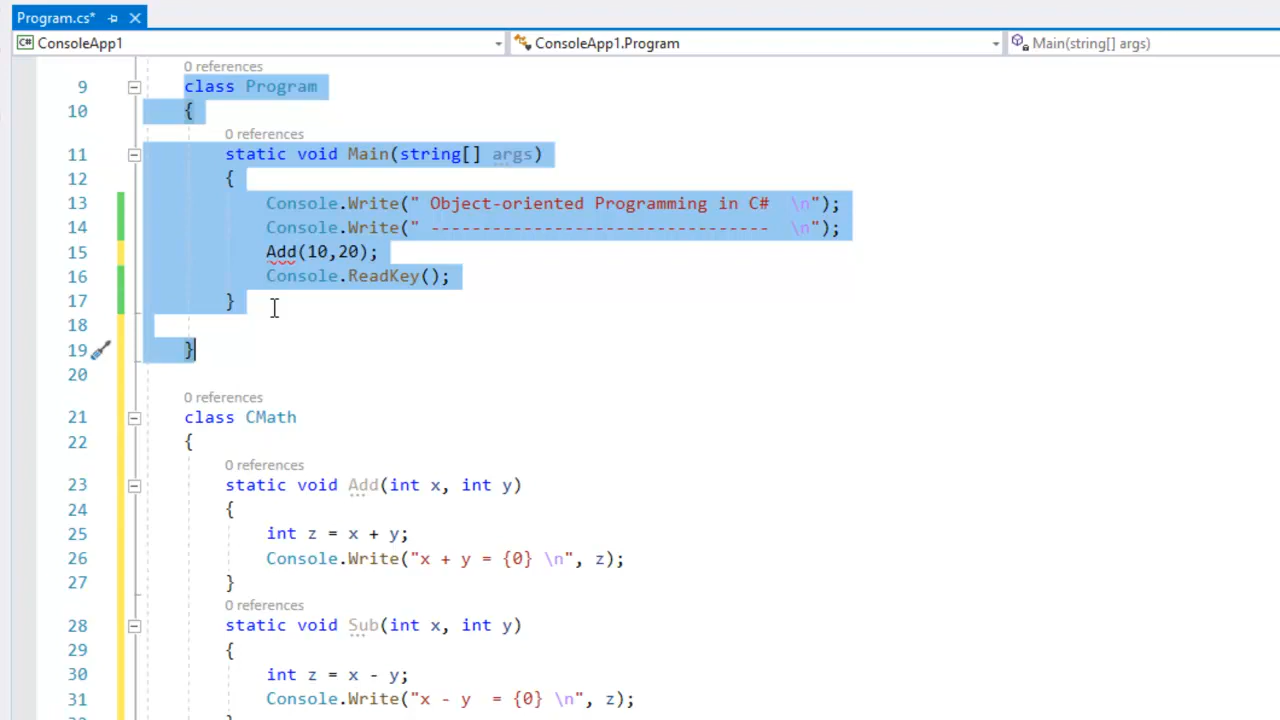 Program.cs*
ConsoleApp1 ConsoleApp1.Program Main(string[] args)
0 references
9 class Program
10 {
0 references
11 static void Main(string[] args)
12 {
13 Console.Write(" Object-oriented Programming in C#  \n");
14 Console.Write(" ---------------------------------  \n");
15 Add(10,20);
16 Console.ReadKey();
17 }
18
19 }
20
0 references
21 class CMath
22 {
0 references
23 static void Add(int x, int y)
24 {
25 int z = x + y;
26 Console.Write("x + y = {0} \n", z);
27 }
0 references
28 static void Sub(int x, int y)
29 {
30 int z = x - y;
31 Console.Write("x - y  = {0} \n", z);